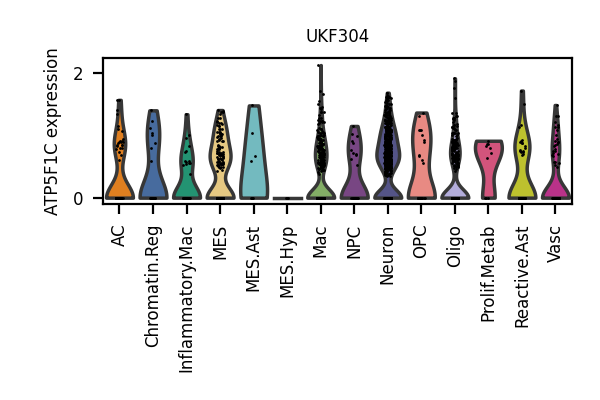 UKF304
ATP5F1C expression
2
0
AC
Chromatin.Reg
Inflammatory.Mac
MES
MES.Ast
MES.Hyp
Mac
NPC
Neuron
OPC
Oligo
Prolif.Metab
Reactive.Ast
Vasc